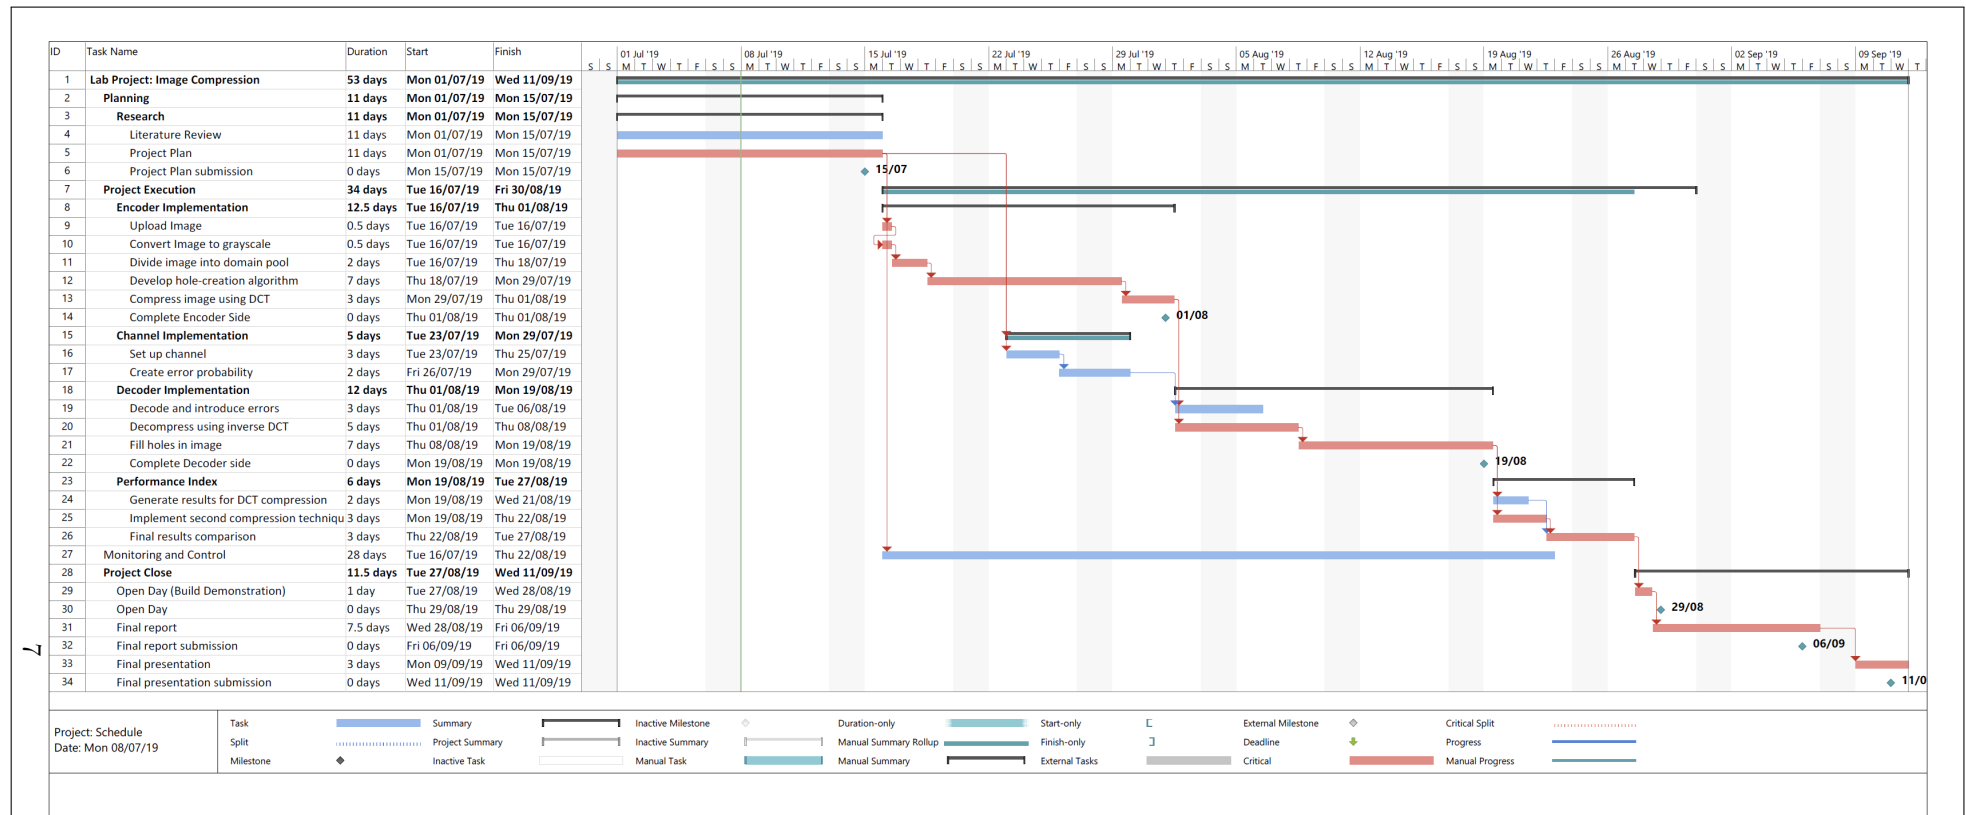 ID Task Name Duration Start Finish 01 Jul '19 08 Jul '19 15 Jul '19 22 Jul '19 29 Jul '19 05 Aug '19 12 Aug '19 19 Aug '19 26 Aug '19 02 Sep '19 09 Sep '19
S S M T W T F S S M T W T F S S M T W T F S S M T W T F S S M T W T F S S M T W T F S S M T W T F S S M T W T F S S M T W T F S S M T W T F S S M T W T
1 Lab Project: Image Compression 53 days Mon 01/07/19 Wed 11/09/19
2 Planning 11 days Mon 01/07/19 Mon 15/07/19
3 Research 11 days Mon 01/07/19 Mon 15/07/19
4 Literature Review 11 days Mon 01/07/19 Mon 15/07/19
5 Project Plan 11 days Mon 01/07/19 Mon 15/07/19
6 Project Plan submission 0 days Mon 15/07/19 Mon 15/07/19 15/07
7 Project Execution 34 days Tue 16/07/19 Fri 30/08/19
8 Encoder Implementation 12.5 days Tue 16/07/19 Thu 01/08/19
9 Upload Image 0.5 days Tue 16/07/19 Tue 16/07/19
10 Convert Image to grayscale 0.5 days Tue 16/07/19 Tue 16/07/19
11 Divide image into domain pool 2 days Tue 16/07/19 Thu 18/07/19
12 Develop hole-creation algorithm 7 days Thu 18/07/19 Mon 29/07/19
13 Compress image using DCT 3 days Mon 29/07/19 Thu 01/08/19
14 Complete Encoder Side 0 days Thu 01/08/19 Thu 01/08/19 01/08
15 Channel Implementation 5 days Tue 23/07/19 Mon 29/07/19
16 Set up channel 3 days Tue 23/07/19 Thu 25/07/19
17 Create error probability 2 days Fri 26/07/19 Mon 29/07/19
18 Decoder Implementation 12 days Thu 01/08/19 Mon 19/08/19
19 Decode and introduce errors 3 days Thu 01/08/19 Tue 06/08/19
20 Decompress using inverse DCT 5 days Thu 01/08/19 Thu 08/08/19
21 Fill holes in image 7 days Thu 08/08/19 Mon 19/08/19
22 Complete Decoder side 0 days Mon 19/08/19 Mon 19/08/19 19/08
23 Performance Index 6 days Mon 19/08/19 Tue 27/08/19
24 Generate results for DCT compression 2 days Mon 19/08/19 Wed 21/08/19
25 Implement second compression techniqu 3 days Mon 19/08/19 Thu 22/08/19
26 Final results comparison 3 days Thu 22/08/19 Tue 27/08/19
27 Monitoring and Control 28 days Tue 16/07/19 Thu 22/08/19
28 Project Close 11.5 days Tue 27/08/19 Wed 11/09/19
29 Open Day (Build Demonstration) 1 day Tue 27/08/19 Wed 28/08/19
30 Open Day 0 days Thu 29/08/19 Thu 29/08/19 29/08
31 Final report 7.5 days Wed 28/08/19 Fri 06/09/19
32 Final report submission 0 days Fri 06/09/19 Fri 06/09/19 06/09
33 Final presentation 3 days Mon 09/09/19 Wed 11/09/19
34 Final presentation submission 0 days Wed 11/09/19 Wed 11/09/19 11/0
7
Project: Schedule
Date: Mon 08/07/19
Task Summary Inactive Milestone Duration-only Start-only External Milestone Critical Split
Split Project Summary Inactive Summary Manual Summary Rollup Finish-only Deadline Progress
Milestone Inactive Task Manual Task Manual Summary External Tasks Critical Manual Progress